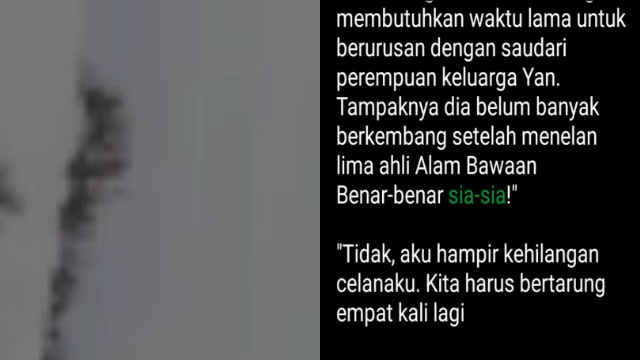 membutuhkan waktu lama untuk
berurusan dengan saudari
perempuan keluarga Yan.
Tampaknya dia belum banyak
berkembang setelah menelan
lima ahli Alam Bawaan
Benar-benar sia-sia!"
"Tidak, aku hampir kehilangan
celanaku. Kita harus bertarung
empat kali lagi